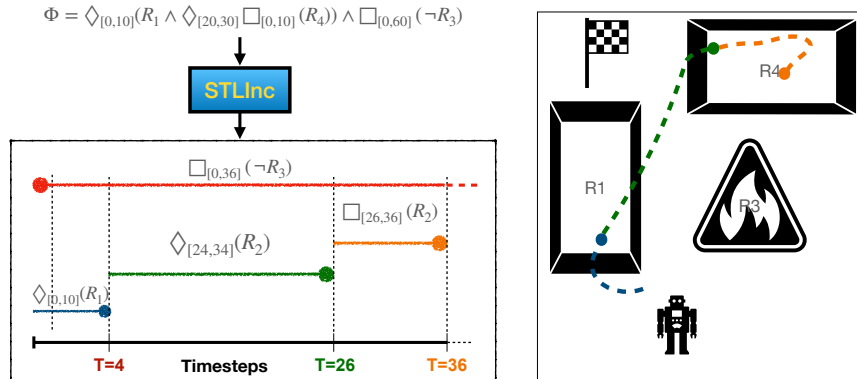 Φ = ◊[0,10](R1 ∧ ◊[20,30] □[0,10] (R4)) ∧ □[0,60] (¬R3)
STLInc
□[0,36] (¬R3)
□[26,36] (R2)
◊[24,34](R2)
◊[0,10](R1)
T=4 Timesteps T=26 T=36
R4
R1
R3